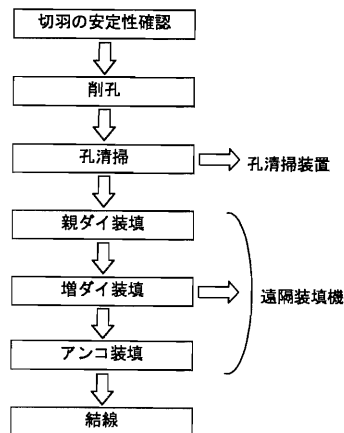 切羽の安定性確認
削孔
孔清掃
孔清掃装置
親ダイ装填
増ダイ装填
遠隔装填機
アンコ装填
結線